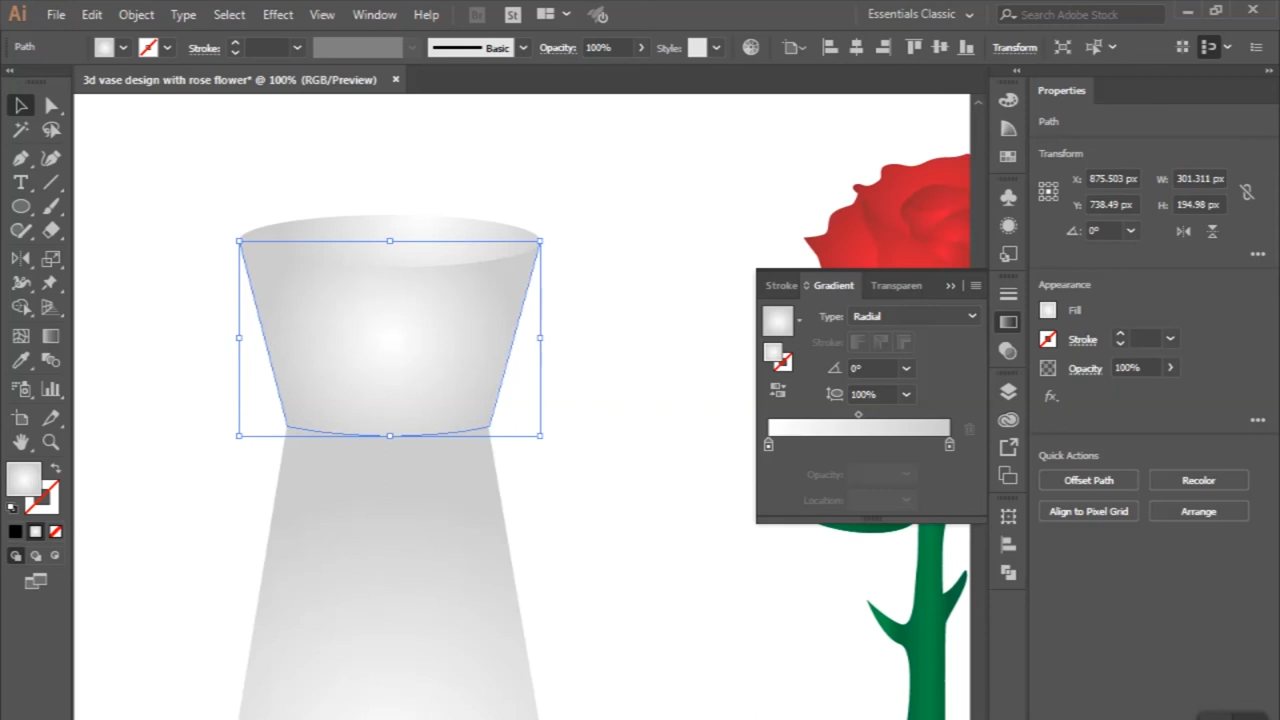 Ai File Edit Object Type Select Effect View Window Help Br St Essentials Classic Search Adobe Stock
Path Stroke: Basic Opacity: 100% Style: Transform
3d vase design with rose flower* @ 100% (RGB/Preview) ×
Properties
Path
Transform
X: 875.503 px W: 301.311 px
Y: 738.49 px H: 194.98 px
0°
Appearance
Fill
Stroke
Opacity 100%
fx
Quick Actions
Offset Path Recolor
Align to Pixel Grid Arrange
Stroke Gradient Transparen
Type: Radial
Stroke:
0°
100%
Opacity:
Location: